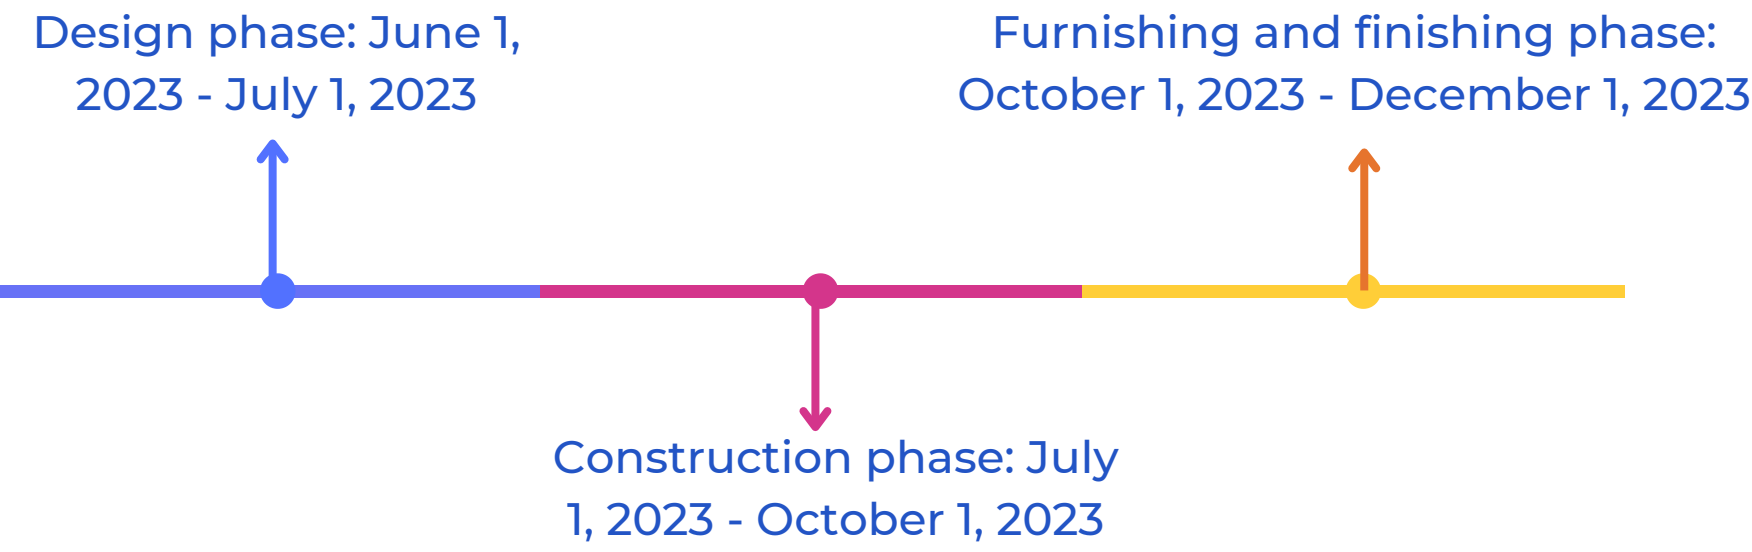 Design phase: June 1,
2023 - July 1, 2023
Furnishing and finishing phase:
October 1, 2023 - December 1, 2023
Construction phase: July
1, 2023 - October 1, 2023